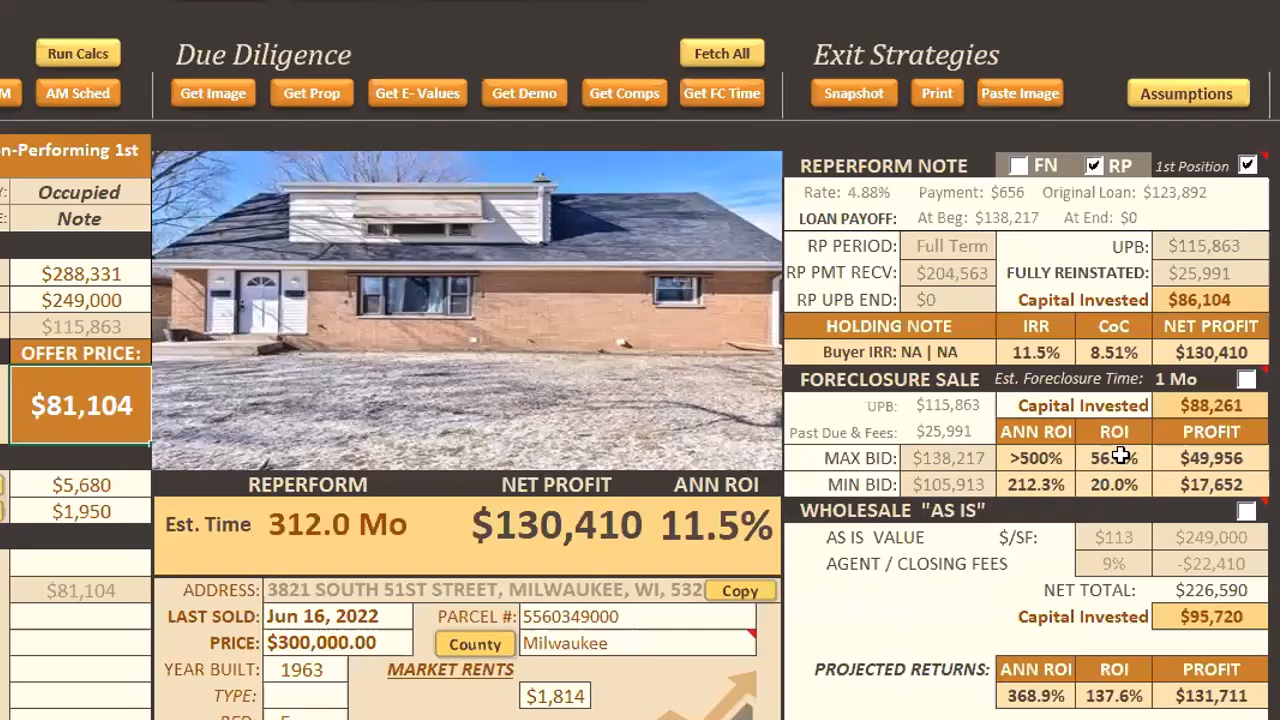 Run Calcs
M AM Sched
n-Performing 1st
Y: Occupied
E: Note
$288,331
$249,000
$115,863
OFFER PRICE:
$81,104
$5,680
$1,950
$81,104
Due Diligence Fetch All
Get Image Get Prop Get E- Values Get Demo Get Comps Get FC Time
REPERFORM NET PROFIT ANN ROI
Est. Time 312.0 Mo $130,410 11.5%
ADDRESS: 3821 SOUTH 51ST STREET, MILWAUKEE, WI, 532 Copy
LAST SOLD: Jun 16, 2022 PARCEL #: 5560349000
PRICE: $300,000.00 County Milwaukee
YEAR BUILT: 1963 MARKET RENTS
TYPE: $1,814
Exit Strategies
Snapshot Print Paste Image Assumptions
REPERFORM NOTE FN RP 1st Position
Rate: 4.88% Payment: $656 Original Loan: $123,892
LOAN PAYOFF: At Beg: $138,217 At End: $0
RP PERIOD: Full Term UPB: $115,863
RP PMT RECV: $204,563 FULLY REINSTATED: $25,991
RP UPB END: $0 Capital Invested $86,104
HOLDING NOTE IRR CoC NET PROFIT
Buyer IRR: NA | NA 11.5% 8.51% $130,410
FORECLOSURE SALE Est. Foreclosure Time: 1 Mo
UPB: $115,863 Capital Invested $88,261
Past Due & Fees: $25,991 ANN ROI ROI PROFIT
MAX BID: $138,217 >500% $49,956
MIN BID: $105,913 212.3% 20.0% $17,652
WHOLESALE "AS IS"
AS IS VALUE $/SF: $113 $249,000
AGENT / CLOSING FEES 9% -$22,410
NET TOTAL: $226,590
Capital Invested $95,720
PROJECTED RETURNS: ANN ROI ROI PROFIT
368.9% 137.6% $131,711